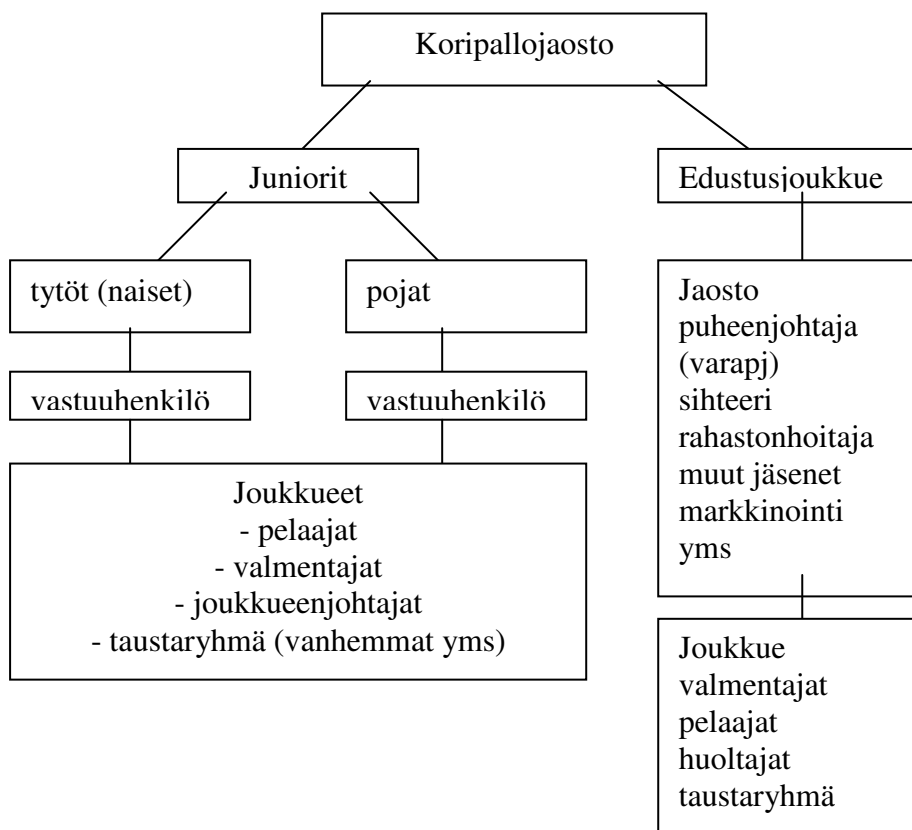 Koripallojaosto
Juniorit
Edustusjoukkue
tytöt (naiset)
pojat
vastuuhenkilö
vastuuhenkilö
Joukkueet
- pelaajat
- valmentajat
- joukkueenjohtajat
- taustaryhmä (vanhemmat yms)
Jaosto
puheenjohtaja
(varapj)
sihteeri
rahastonhoitaja
muut jäsenet
markkinointi
yms
Joukkue
valmentajat
pelaajat
huoltajat
taustaryhmä